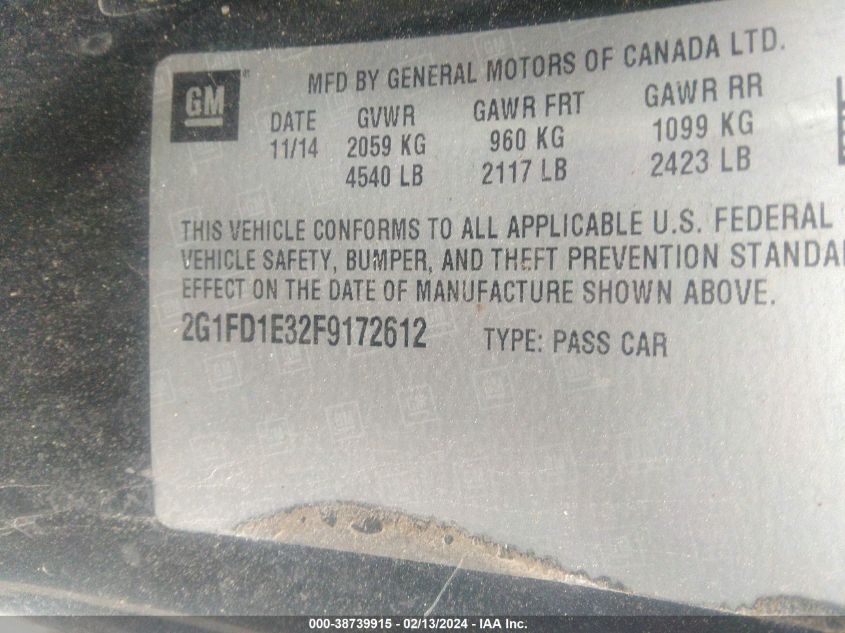 GM
MFD BY GENERAL MOTORS OF CANADA LTD.
DATE GVWR GAWR FRT GAWR RR
11/14 2059 KG 960 KG 1099 KG
4540 LB 2117 LB 2423 LB
THIS VEHICLE CONFORMS TO ALL APPLICABLE U.S. FEDERAL
VEHICLE SAFETY, BUMPER, AND THEFT PREVENTION
EFFECT ON THE DATE OF MANUFACTURE SHOWN ABOVE.
2G1FD1E32F9172612 TYPE: PASS CAR
000-38739915 - 02/13/2024 - IAA Inc.